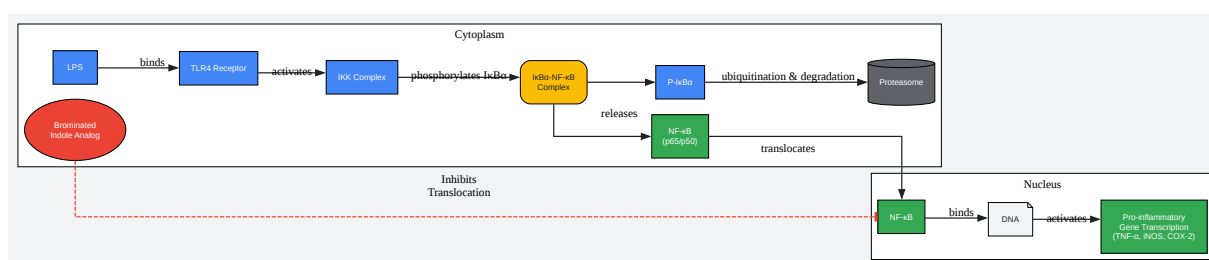 Cytoplasm
LPS
binds
TLR4 Receptor
activates
IKK Complex
phosphorylates IκBα
IκBα-NF-κB
Complex
P-IκBα
ubiquitination & degradation
Proteasome
Brominated
Indole Analog
releases
NF-κB
(p65/p50)
translocates
Inhibits
Translocation
Nucleus
NF-κB
binds
DNA
activates
Pro-inflammatory
Gene Transcription
(TNF-α, iNOS, COX-2)